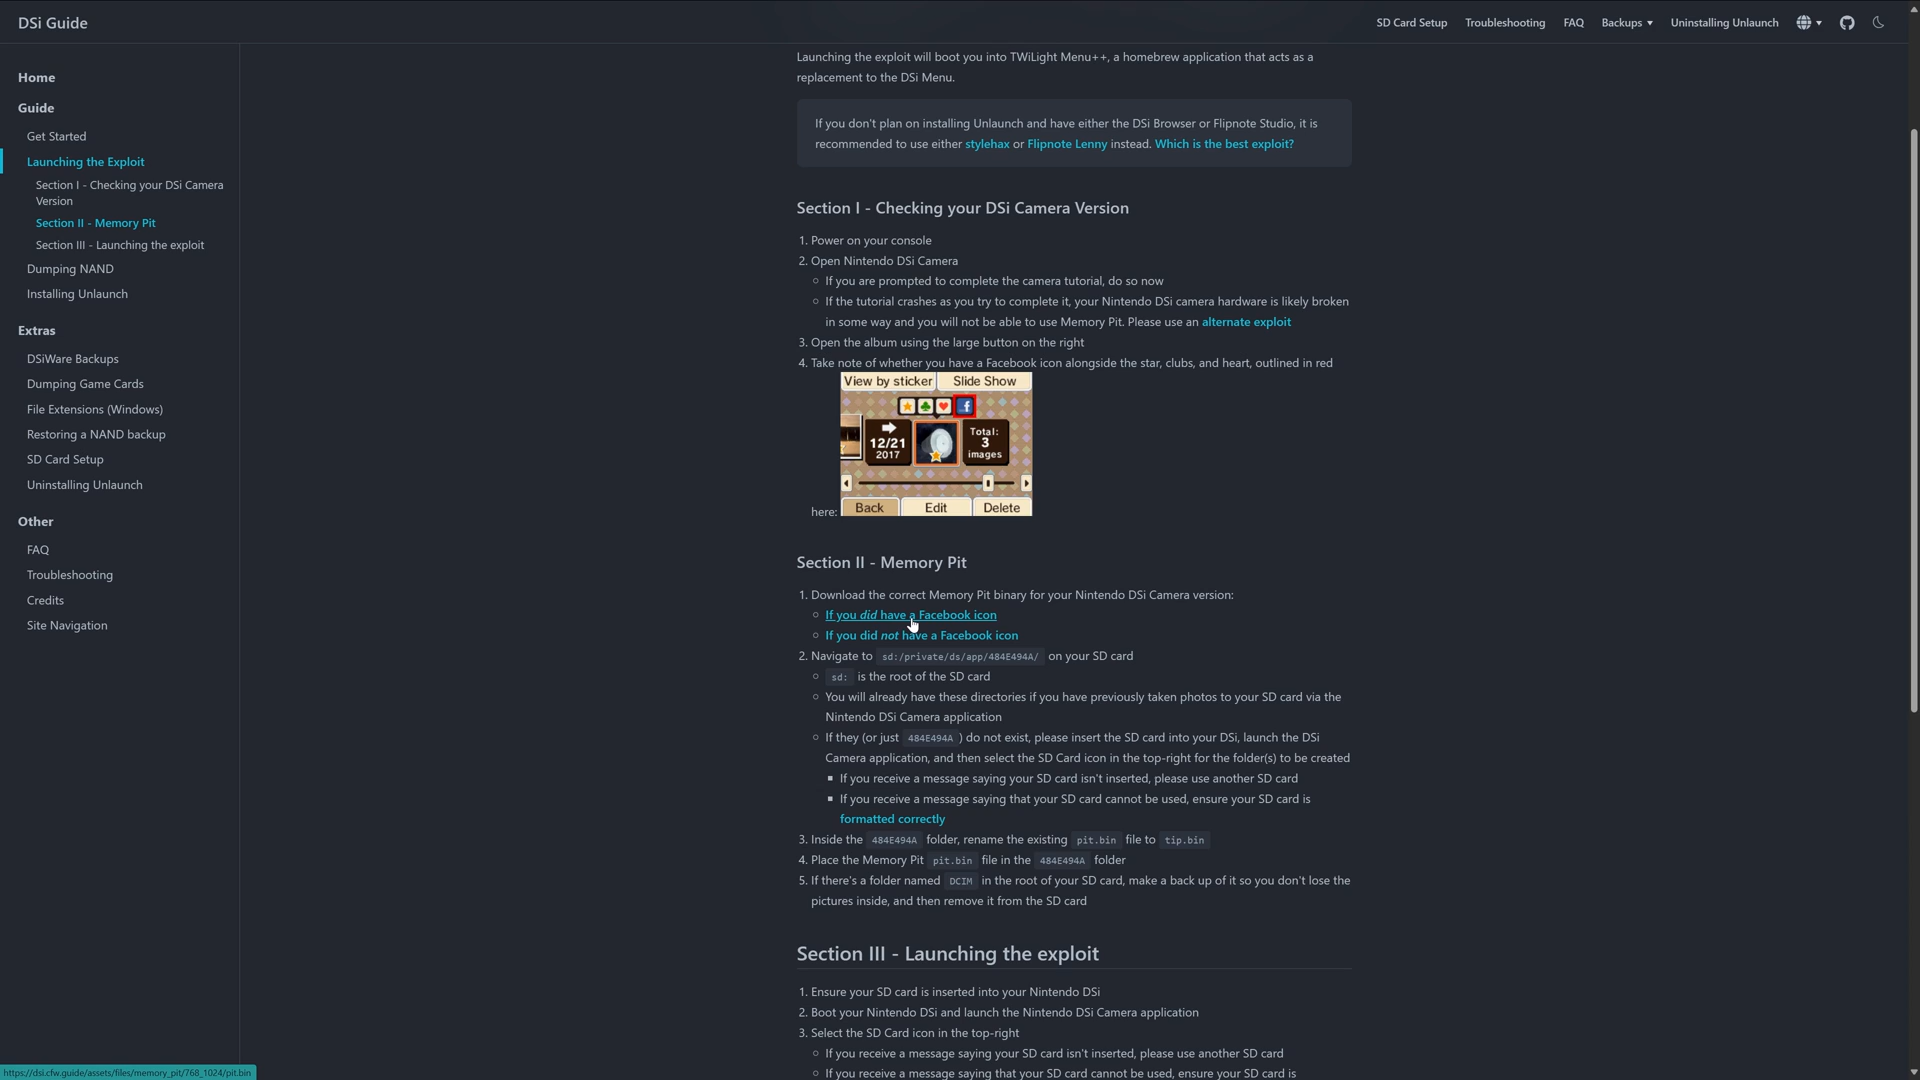 DSi Guide
SD Card Setup
Troubleshooting
FAQ
Backups
Uninstalling Unlaunch
Home
Guide
Get Started
Launching the Exploit
Section I - Checking your DSi Camera
Version
Section II - Memory Pit
Section III - Launching the exploit
Dumping NAND
Installing Unlaunch
Extras
DSiWare Backups
Dumping Game Cards
File Extensions (Windows)
Restoring a NAND backup
SD Card Setup
Uninstalling Unlaunch
Other
FAQ
Troubleshooting
Credits
Site Navigation
Launching the exploit will boot you into TWiLight Menu++, a homebrew application that acts as a
replacement to the DSi Menu.
If you don't plan on installing Unlaunch and have either the DSi Browser or Flipnote Studio, it is
recommended to use either stylehax or Flipnote Lenny instead. Which is the best exploit?
Section I - Checking your DSi Camera Version
1. Power on your console
2. Open Nintendo DSi Camera
If you are prompted to complete the camera tutorial, do so now
If the tutorial crashes as you try to complete it, your Nintendo DSi camera hardware is likely broken
in some way and you will not be able to use Memory Pit. Please use an alternate exploit
3. Open the album using the large button on the right
4. Take note of whether you have a Facebook icon alongside the star, clubs, and heart, outlined in red
View by sticker
Slide Show
f
12/21
2017
Total:
3
images
Back
Edit
Delete
here:
Section II - Memory Pit
1. Download the correct Memory Pit binary for your Nintendo DSi Camera version:
If you did have a Facebook icon
If you did not have a Facebook icon
2. Navigate to sd:/private/ds/app/484E494A/ on your SD card
sd: is the root of the SD card
You will already have these directories if you have previously taken photos to your SD card via the
Nintendo DSi Camera application
If they (or just 484E494A ) do not exist, please insert the SD card into your DSi, launch the DSi
Camera application, and then select the SD Card icon in the top-right for the folder(s) to be created
If you receive a message saying your SD card isn't inserted, please use another SD card
If you receive a message saying that your SD card cannot be used, ensure your SD card is
formatted correctly
3. Inside the 484E494A folder, rename the existing pit.bin file to tip.bin
4. Place the Memory Pit pit.bin file in the 484E494A folder
5. If there's a folder named DCIM in the root of your SD card, make a back up of it so you don't lose the
pictures inside, and then remove it from the SD card
Section III - Launching the exploit
1. Ensure your SD card is inserted into your Nintendo DSi
2. Boot your Nintendo DSi and launch the Nintendo DSi Camera application
3. Select the SD Card icon in the top-right
If you receive a message saying your SD card isn't inserted, please use another SD card
If you receive a message saying that your SD card cannot be used, ensure your SD card is
https://dsi.cfw.guide/assets/files/memory_pit/768_1024/pit.bin